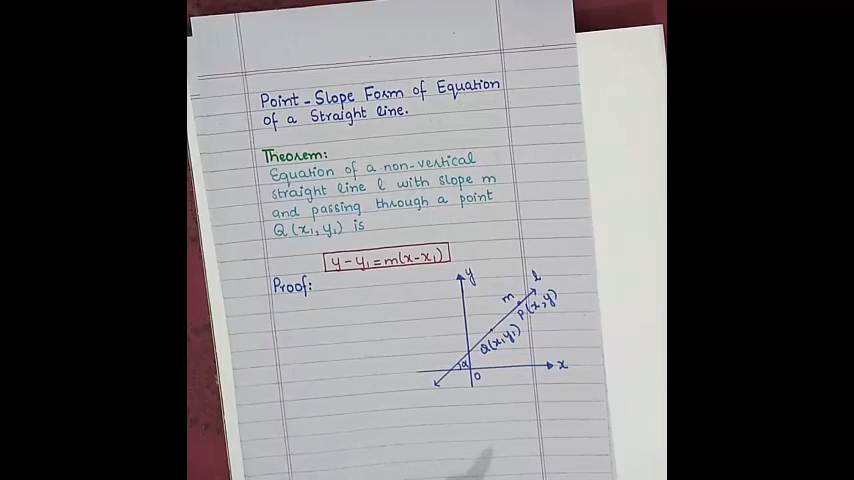 Point-Slope Form of Equation
of a Straight line.
Theorem:
Equation of a non-vertical
straight line l with slope m
and passing through a point
Q(x₁, y₁) is
y-y₁=m(x-x₁)
Proof:
y
l
m
P(x,y)
Q(x₁,y₁)
α
x
O